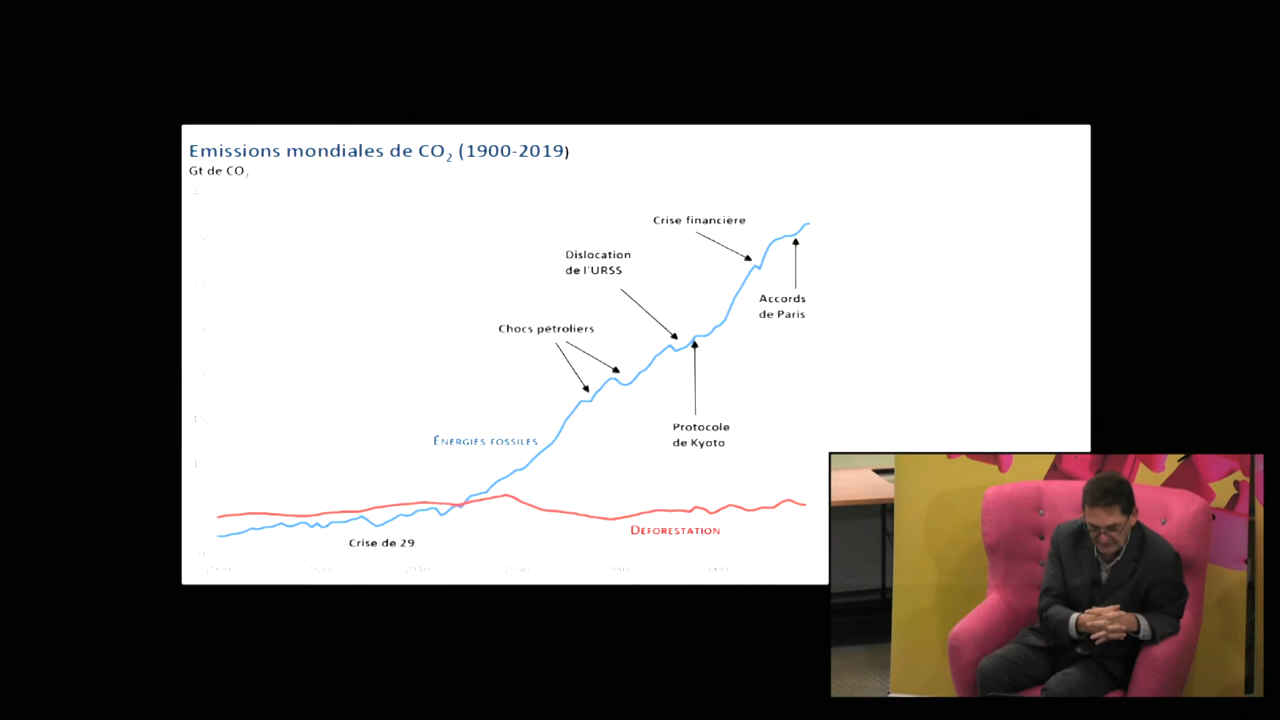 Emissions mondiales de CO₂ (1900-2019)
Gt de CO₂
Crise financière
Dislocation
de l'URSS
Accords
de Paris
Chocs pétroliers
Protocole
de Kyoto
ÉNERGIES FOSSILES
DEFORESTATION
Crise de 29